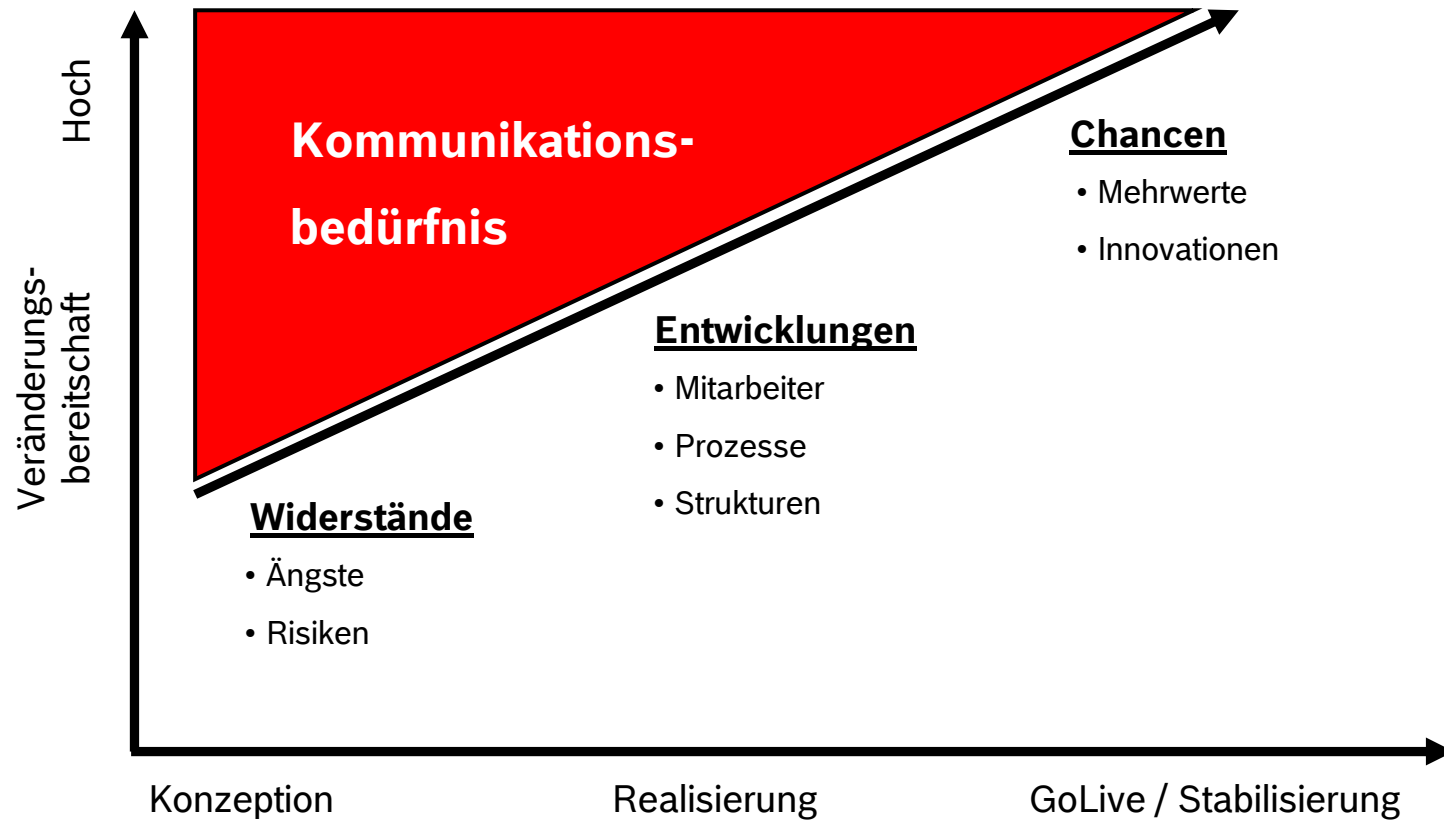 Hoch
Veränderungs-
bereitschaft
Kommunikations-
bedürfnis
Chancen
• Mehrwerte
• Innovationen
Entwicklungen
• Mitarbeiter
• Prozesse
• Strukturen
Widerstände
• Ängste
• Risiken
Konzeption
Realisierung
GoLive / Stabilisierung